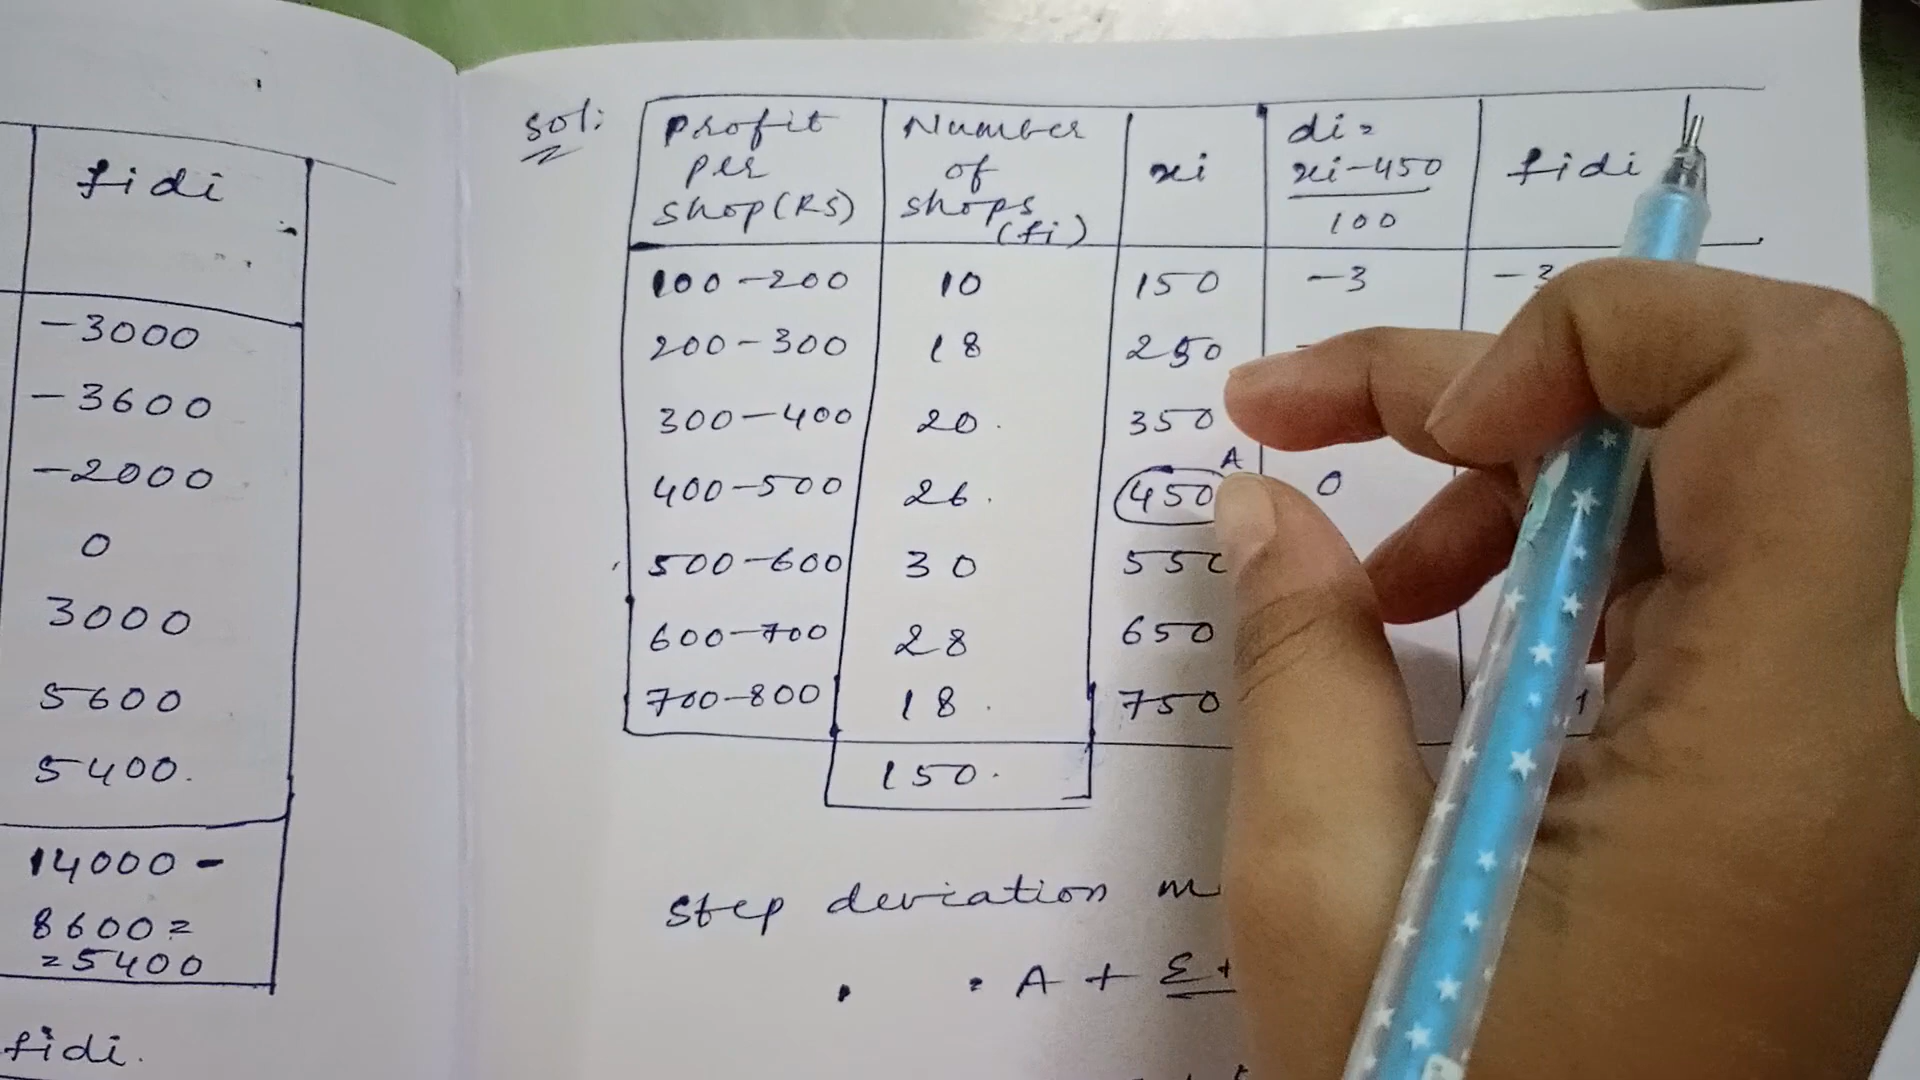 fidi
-3000
-3600
-2000
0
3000
5600
5400.
14000 -
8600 =
= 5400
fidi.
Sol:
Profit per shop (Rs) Number of shops (fi) xi di = xi-450 / 100 fidi
100-200 10 150 -3
200-300 18 250
300-400 20. 350
A
400-500 26. 450 0
500-600 30
600-700 28 650
700-800 18. 750
150.
Step deviation
= A + Σ